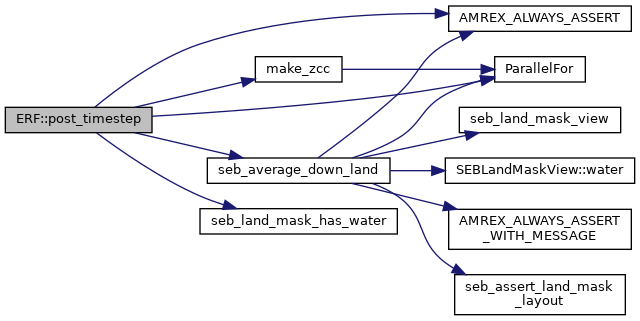 AMREX_ALWAYS_ASSERT
make_zcc
ParallelFor
ERF::post_timestep
seb_land_mask_view
seb_average_down_land
SEBLandMaskView::water
seb_land_mask_has_water
AMREX_ALWAYS_ASSERT
_WITH_MESSAGE
seb_assert_land_mask
_layout